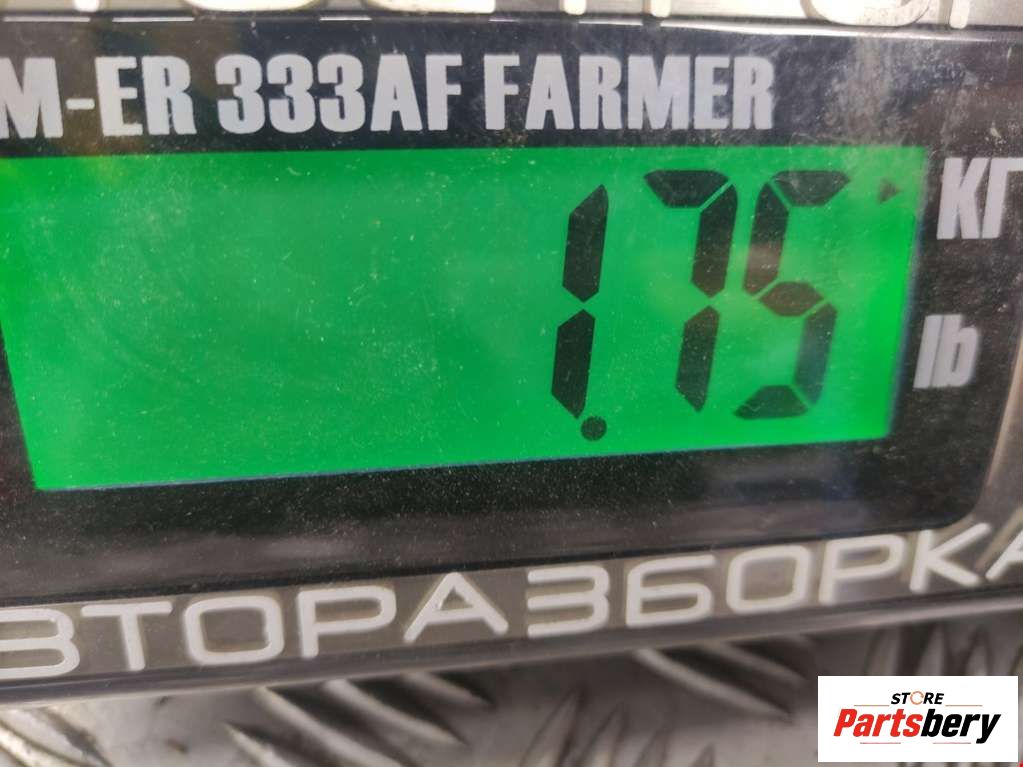 M-ER 333AF FARMER
1.75
КГ
lb
ВТОРАЗБОРКА
STORE
Partsbery